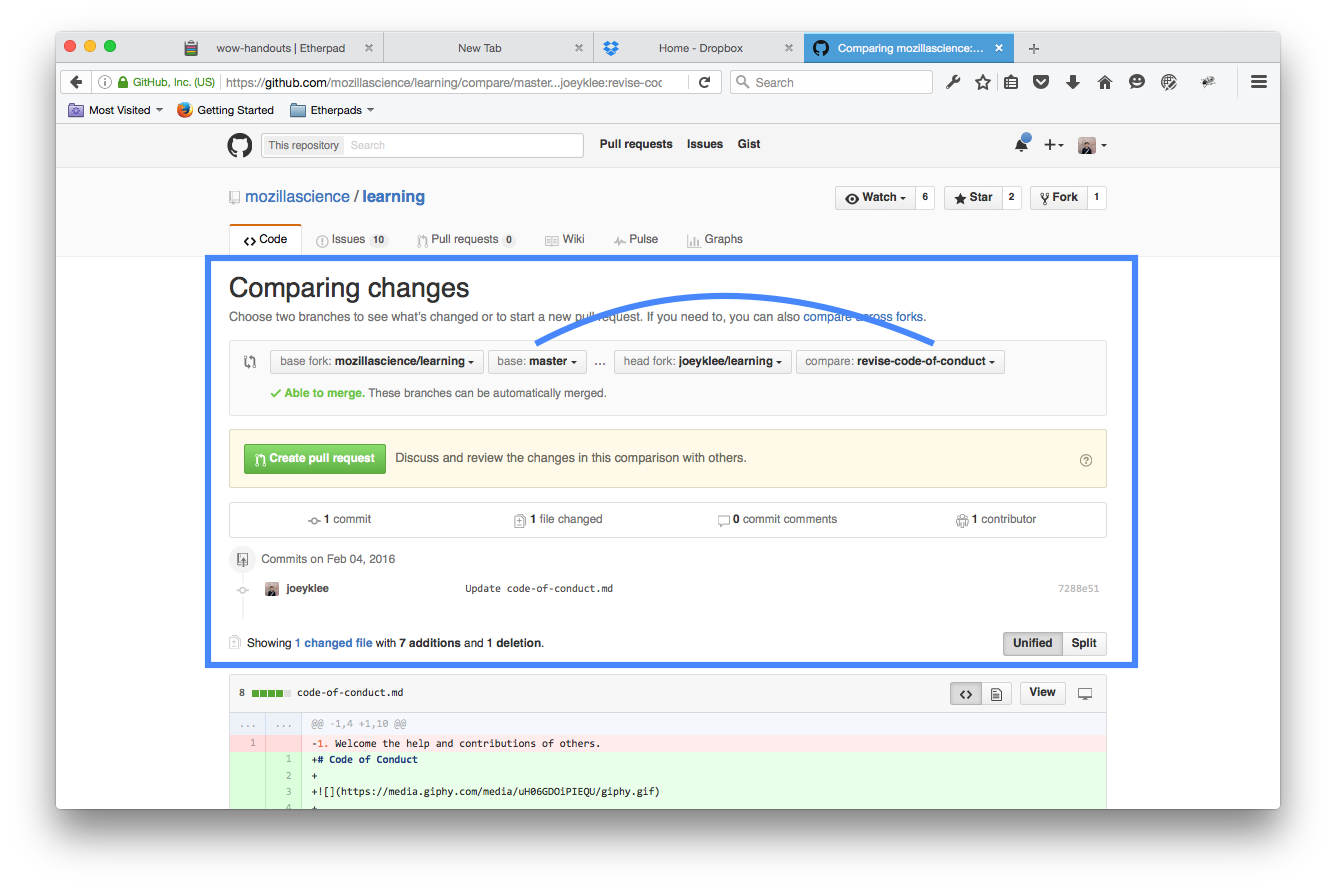 wow-handouts | Etherpad
New Tab
Home - Dropbox
Comparing mozillascience:...
GitHub, Inc. (US)
https://github.com/mozillascience/learning/compare/master...joeyklee:revise-coc
Search
Most Visited
Getting Started
Etherpads
This repository
Search
Pull requests
Issues
Gist
mozillascience / learning
Watch 6
Star 2
Fork 1
Code
Issues 10
Pull requests 0
Wiki
Pulse
Graphs
Comparing changes
Choose two branches to see what's changed or to start a new pull request. If you need to, you can also compare across forks.
base fork: mozillascience/learning
base: master
...
head fork: joeyklee/learning
compare: revise-code-of-conduct
Able to merge. These branches can be automatically merged.
Create pull request
Discuss and review the changes in this comparison with others.
?
1 commit
1 file changed
0 commit comments
1 contributor
Commits on Feb 04, 2016
joeyklee
Update code-of-conduct.md
7288e51
Showing 1 changed file with 7 additions and 1 deletion.
Unified
Split
8 code-of-conduct.md
<>
View
... ... @@ -1,4 +1,10 @@
1 -1. Welcome the help and contributions of others.
1 +# Code of Conduct
2 +
3 +![](https://media.giphy.com/media/uH06GDOiPIEQU/giphy.gif)
4 +